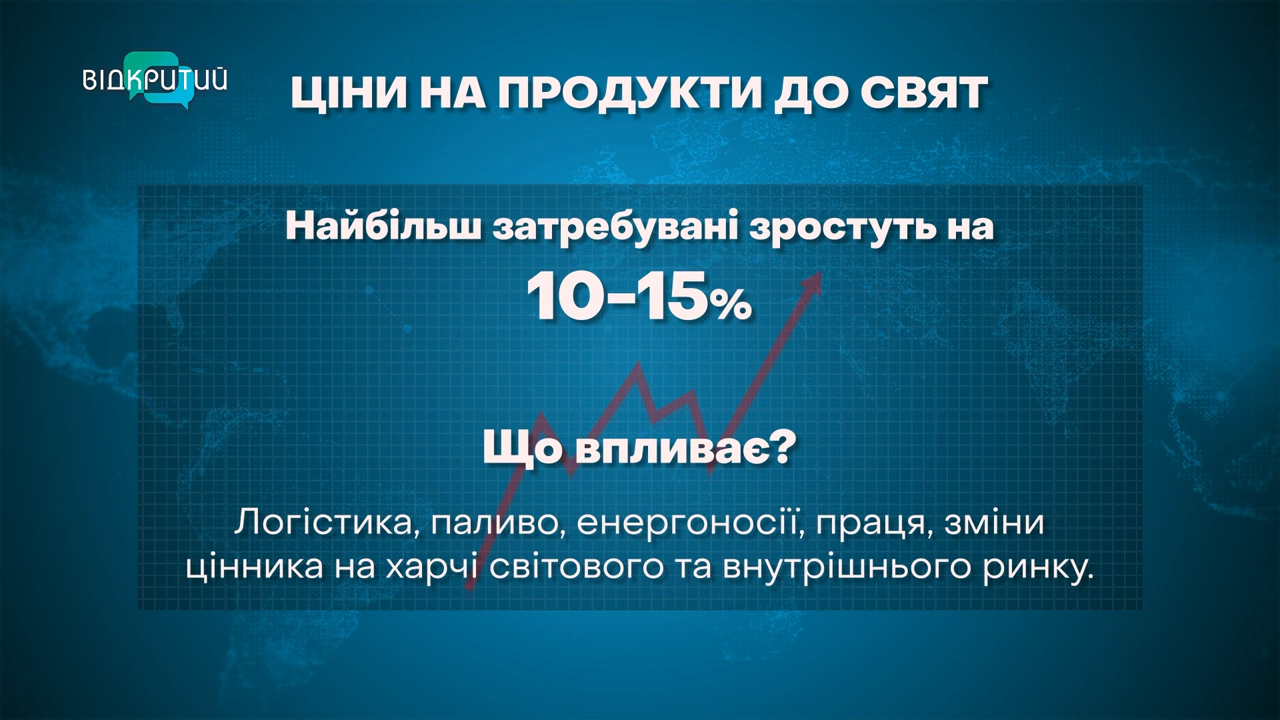 ВІДКРИТИЙ
ЦІНИ НА ПРОДУКТИ ДО СВЯТ
Найбільш затребувані зростуть на
10-15%
Що впливає?
Логістика, паливо, енергоносії, праця, зміни
цінника на харчі світового та внутрішнього ринку.